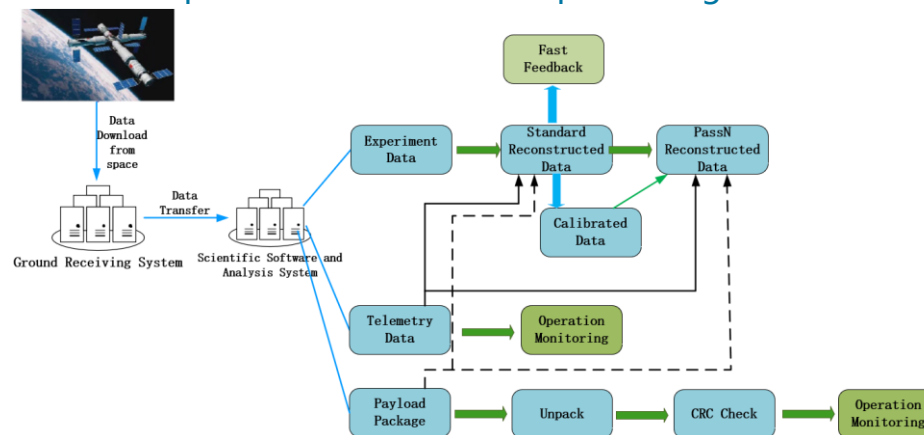 Data
Download
from
space
Ground Receiving System
Data
Transfer
Scientific Software and
Analysis System
Experiment
Data
Fast
Feedback
Standard
Reconstructed
Data
PassN
Reconstructed
Data
Calibrated
Data
Telemetry
Data
Operation
Monitoring
Payload
Package
Unpack
CRC Check
Operation
Monitoring